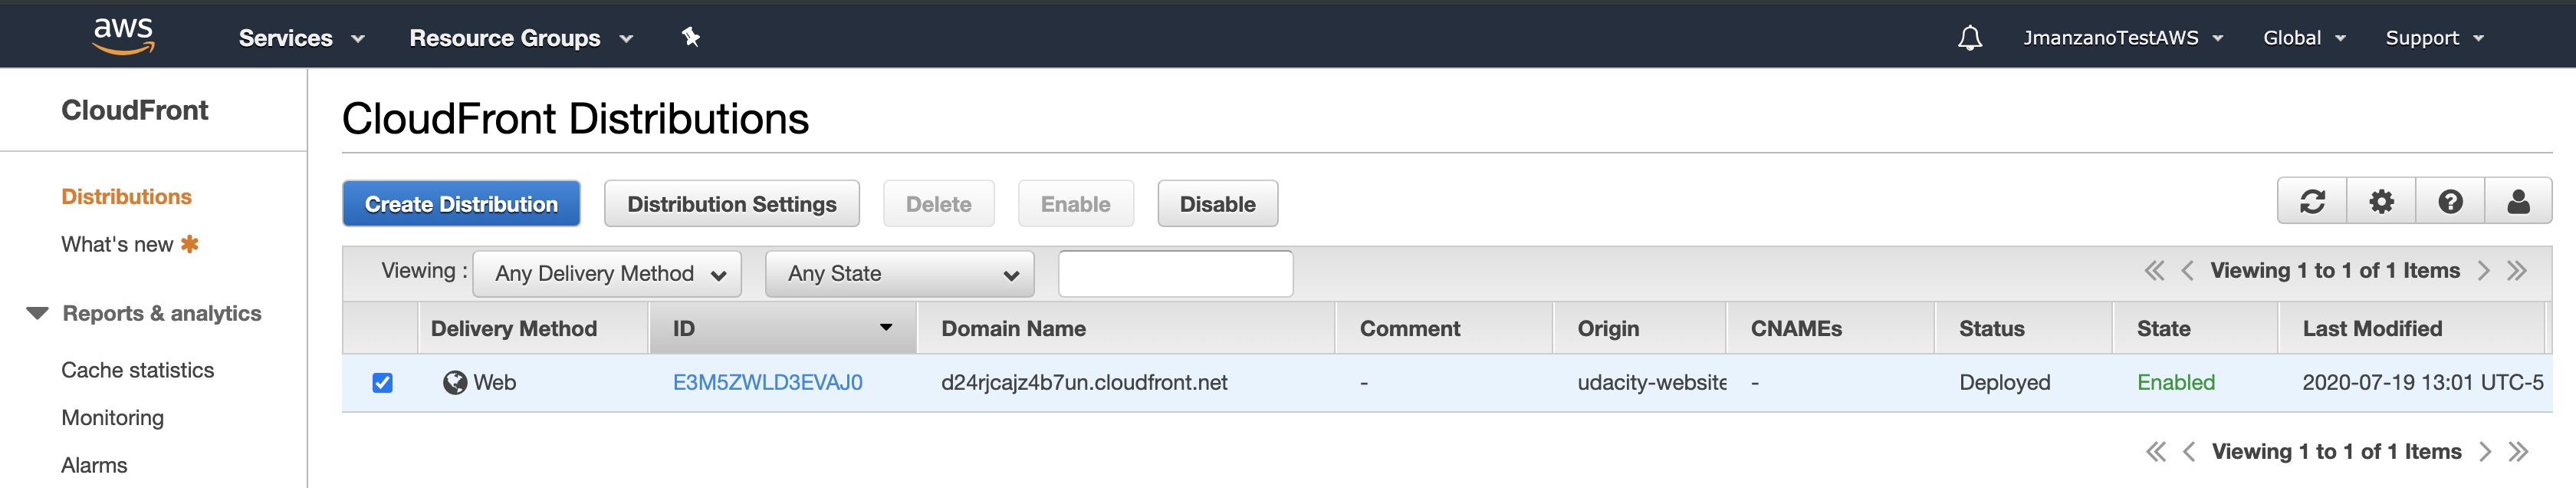 aws Services Resource Groups JmanzanoTestAWS Global Support
CloudFront
Distributions
What's new
Reports & analytics
Cache statistics
Monitoring
Alarms
CloudFront Distributions
Create Distribution Distribution Settings Delete Enable Disable
Viewing : Any Delivery Method Any State Viewing 1 to 1 of 1 Items
Delivery Method ID Domain Name Comment Origin CNAMEs Status State Last Modified
Web E3M5ZWLD3EVAJ0 d24rjcajz4b7un.cloudfront.net - udacity-website - Deployed Enabled 2020-07-19 13:01 UTC-5
Viewing 1 to 1 of 1 Items